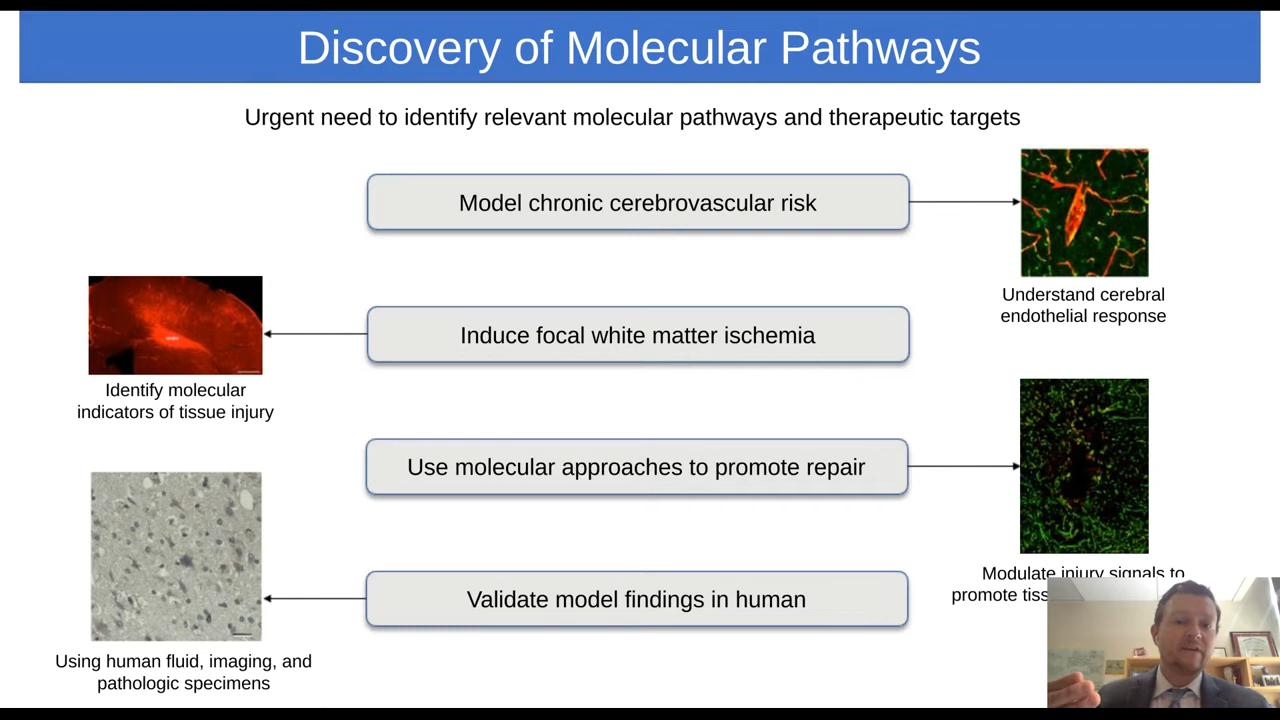 Discovery of Molecular Pathways
Urgent need to identify relevant molecular pathways and therapeutic targets
Model chronic cerebrovascular risk
Understand cerebral
endothelial response
Induce focal white matter ischemia
Identify molecular
indicators of tissue injury
Use molecular approaches to promote repair
Modulate injury signals to
promote
Validate model findings in human
Using human fluid, imaging, and
pathologic specimens